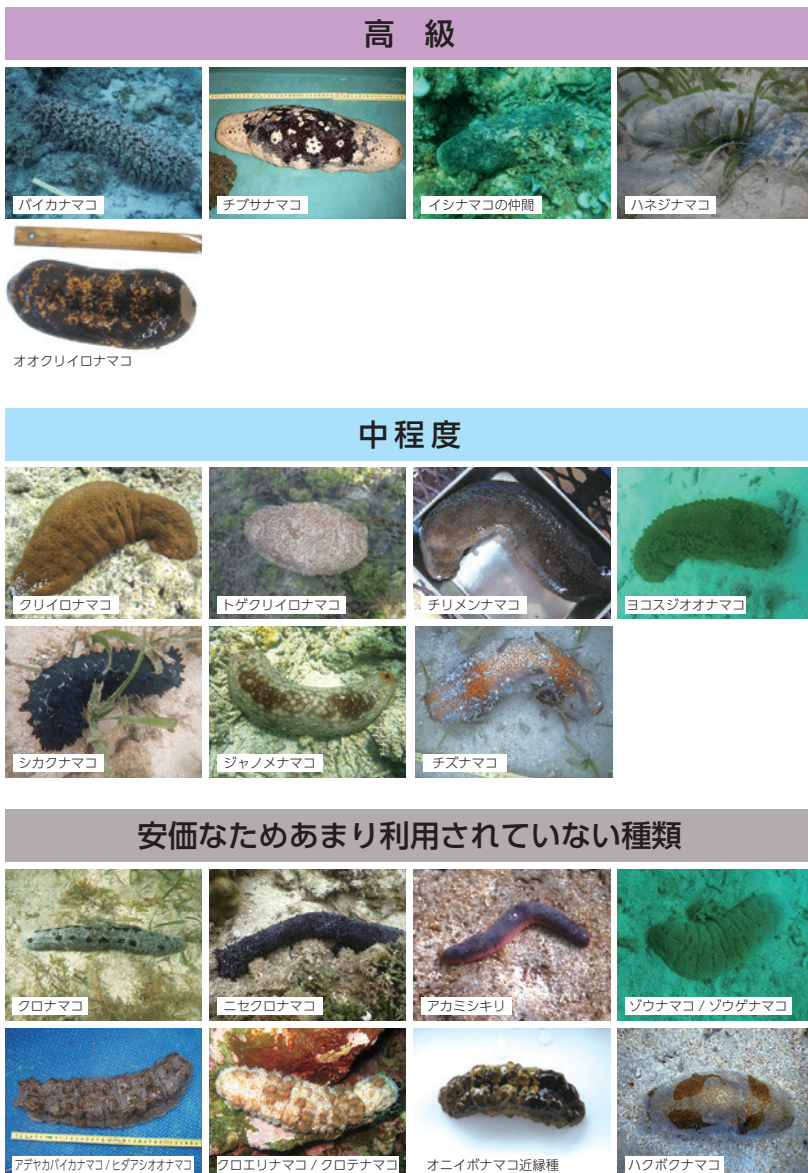 高 級
バイカナマコ
チブサナマコ
イシナマコの仲間
ハネジナマコ
オオクリイロナマコ
中程度
クリイロナマコ
トゲクリイロナマコ
チリメンナマコ
ヨコスジオオナマコ
シカクナマコ
ジャノメナマコ
チズナマコ
安価なためあまり利用されていない種類
クロナマコ
ニセクロナマコ
アカミシキリ
ゾウナマコ / ゾウゲナマコ
アデヤカバイカナマコ / ヒダアシオオナマコ
クロエリナマコ / クロテナマコ
オニイボナマコ近縁種
ハクボクナマコ